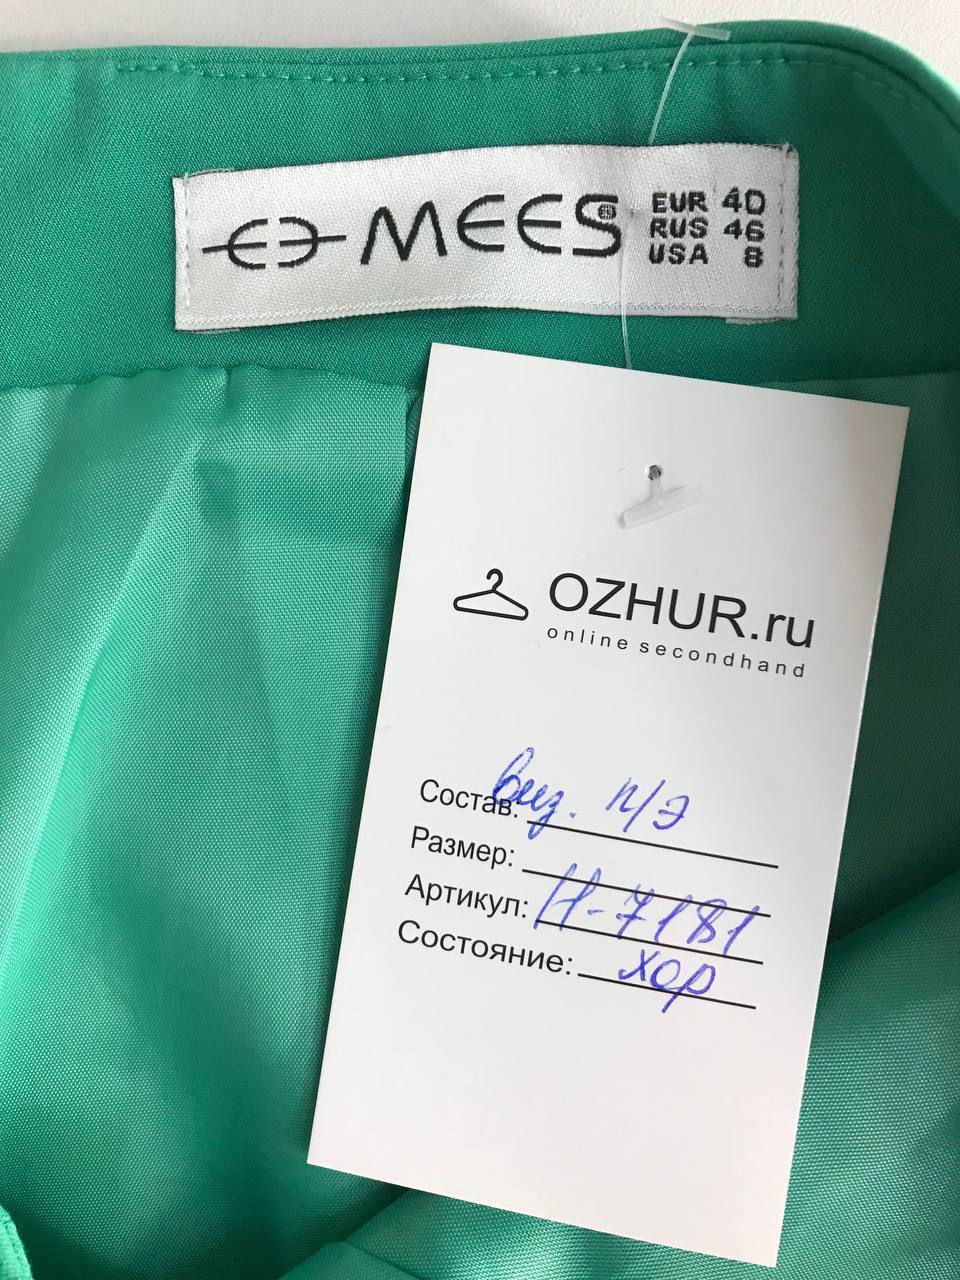 MEES®
EUR 40
RUS 46
USA 8
OZHUR.ru
online secondhand
Состав: виз. п/э
Размер:
Артикул: Н-7181
Состояние: хор